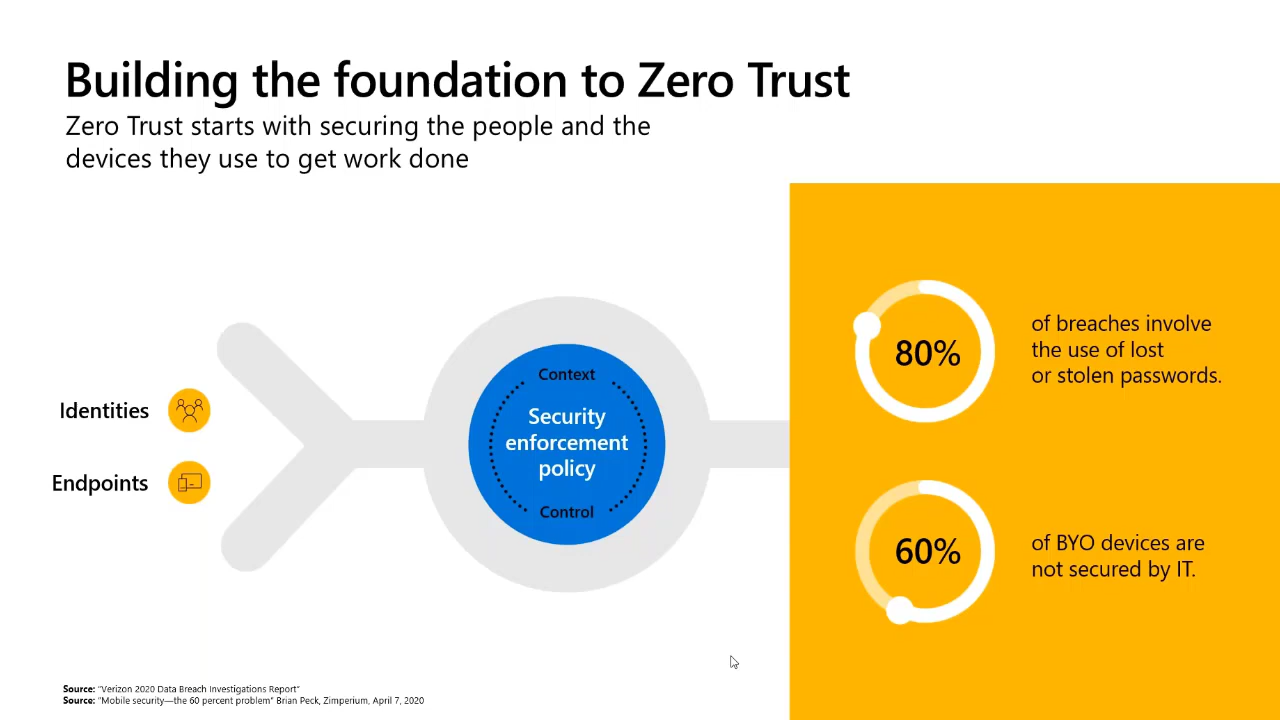 Building the foundation to Zero Trust
Zero Trust starts with securing the people and the
devices they use to get work done
Identities
Endpoints
Context
Security
enforcement
policy
Control
80%
of breaches involve
the use of lost
or stolen passwords.
60%
of BYO devices are
not secured by IT.
Source: "Verizon 2020 Data Breach Investigations Report"
Source: "Mobile security—the 60 percent problem" Brian Peck, Zimperium, April 7, 2020